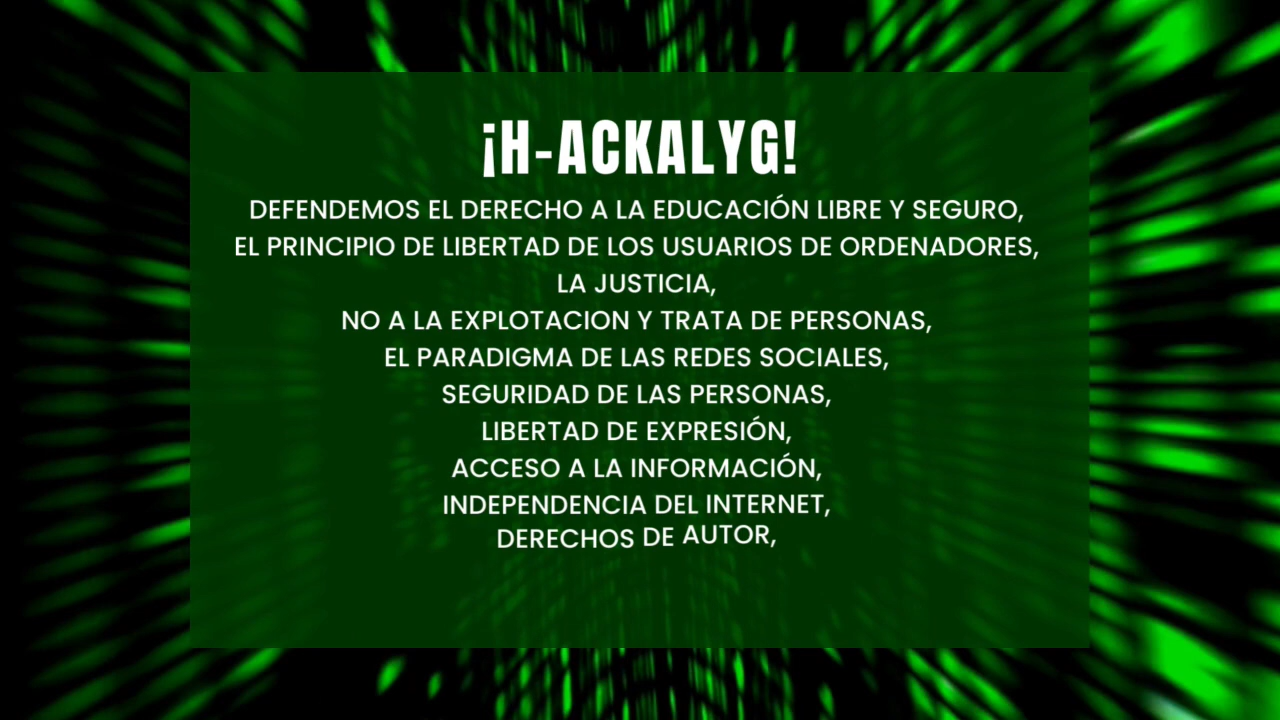 ¡H-ACKALYG!
DEFENDEMOS EL DERECHO A LA EDUCACIÓN LIBRE Y SEGURO,
EL PRINCIPIO DE LIBERTAD DE LOS USUARIOS DE ORDENADORES,
LA JUSTICIA,
NO A LA EXPLOTACION Y TRATA DE PERSONAS,
EL PARADIGMA DE LAS REDES SOCIALES,
SEGURIDAD DE LAS PERSONAS,
LIBERTAD DE EXPRESIÓN,
ACCESO A LA INFORMACIÓN,
INDEPENDENCIA DEL INTERNET,
DERECHOS DE AUTOR,